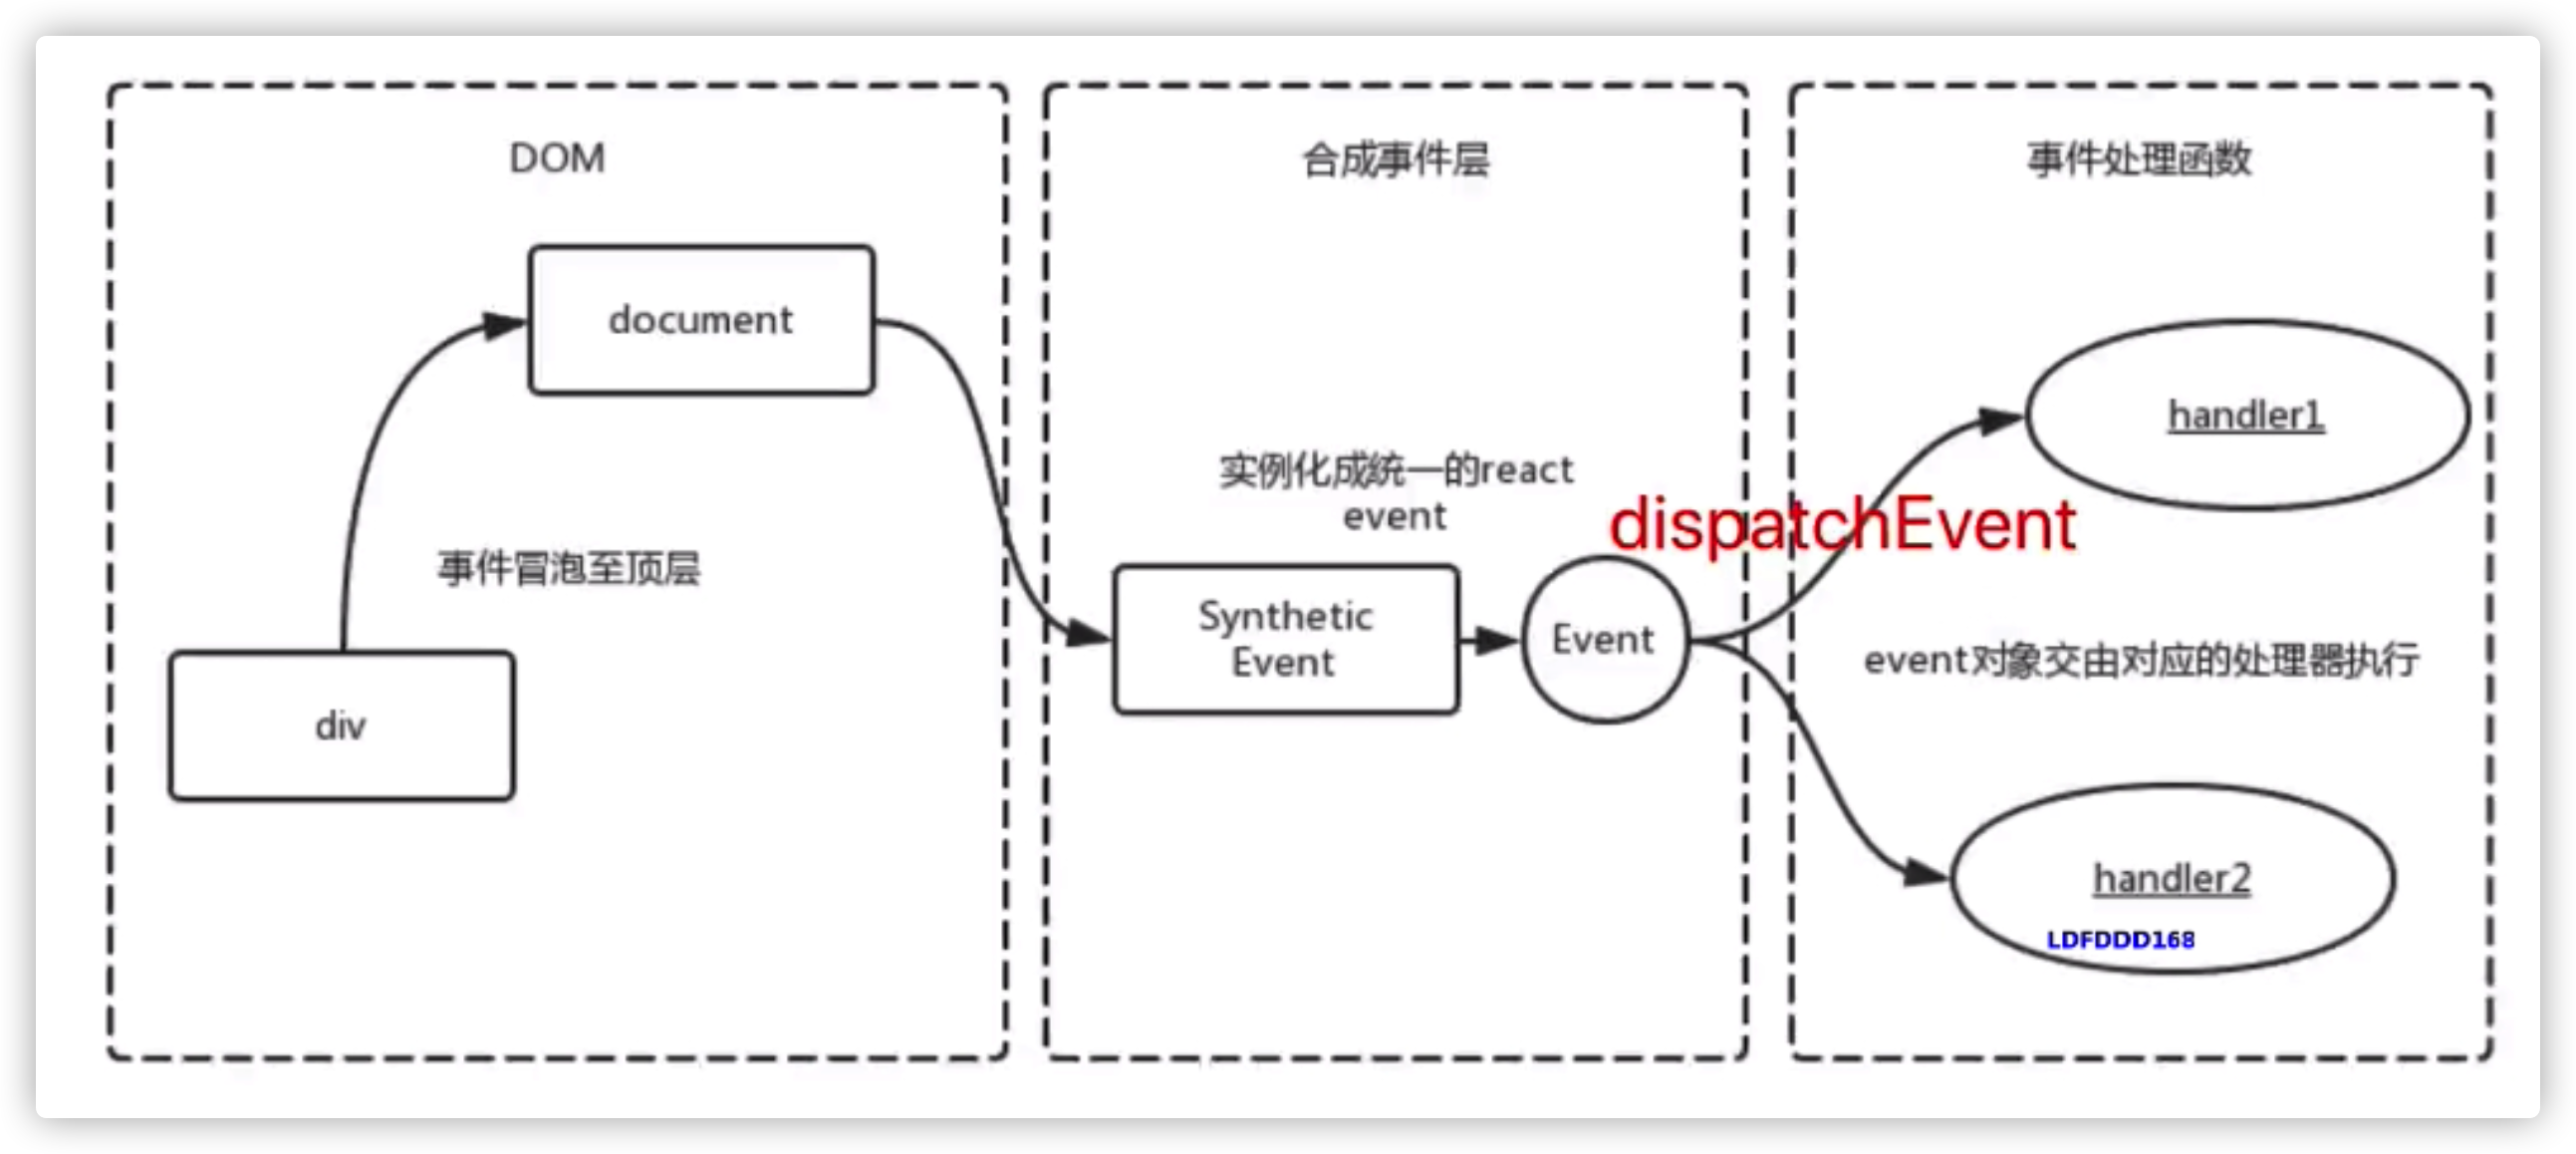 DOM
document
事件冒泡至顶层
div
合成事件层
实例化成统一的react
event
Synthetic
Event
Event
dispatchEvent
事件处理函数
handler1
event对象交由对应的处理器执行
handler2
LDFDDD168